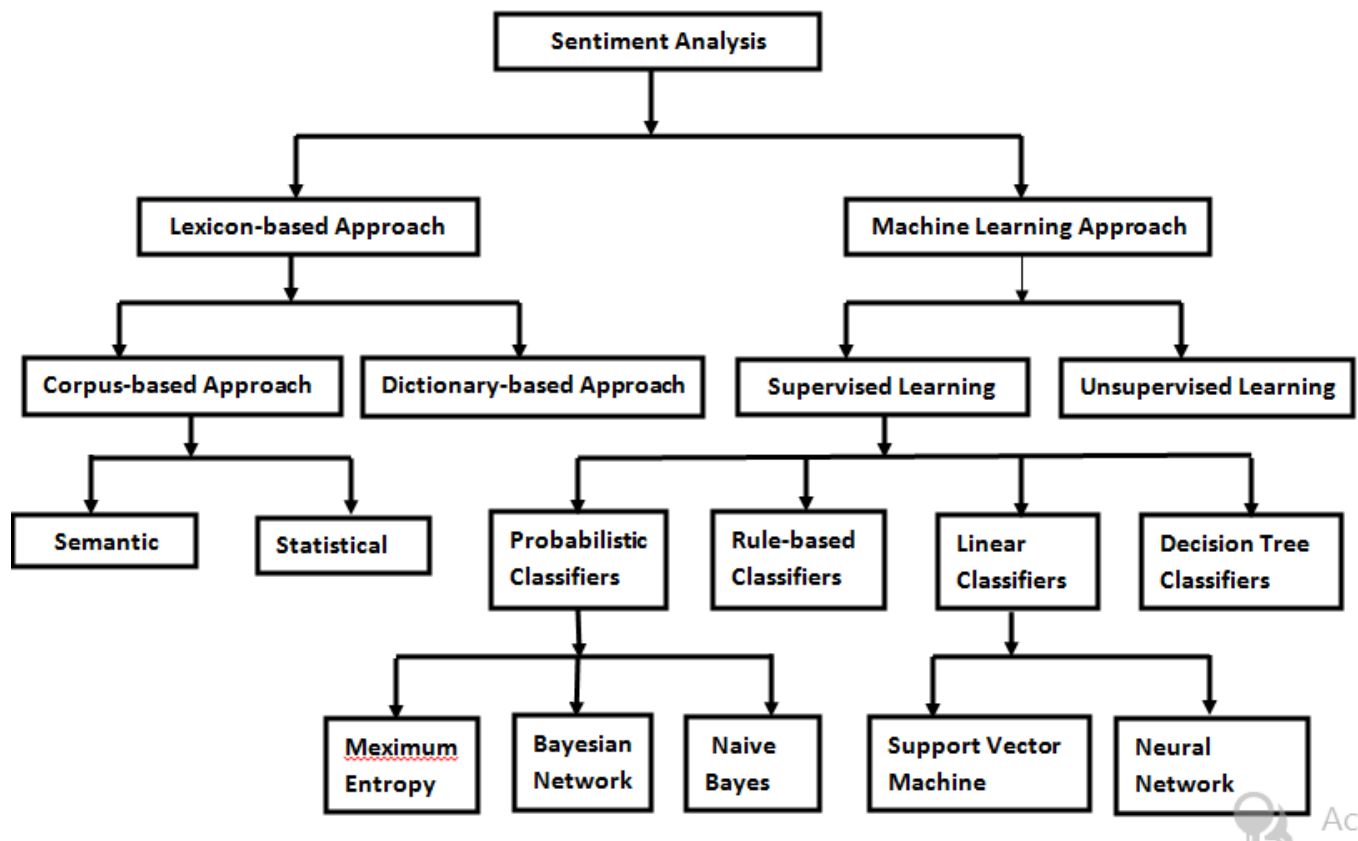 Sentiment Analysis
Lexicon-based Approach
Machine Learning Approach
Corpus-based Approach
Dictionary-based Approach
Supervised Learning
Unsupervised Learning
Semantic
Statistical
Probabilistic
Classifiers
Rule-based
Classifiers
Linear
Classifiers
Decision Tree
Classifiers
Meximum
Entropy
Bayesian
Network
Naive
Bayes
Support Vector
Machine
Neural
Network
Ac